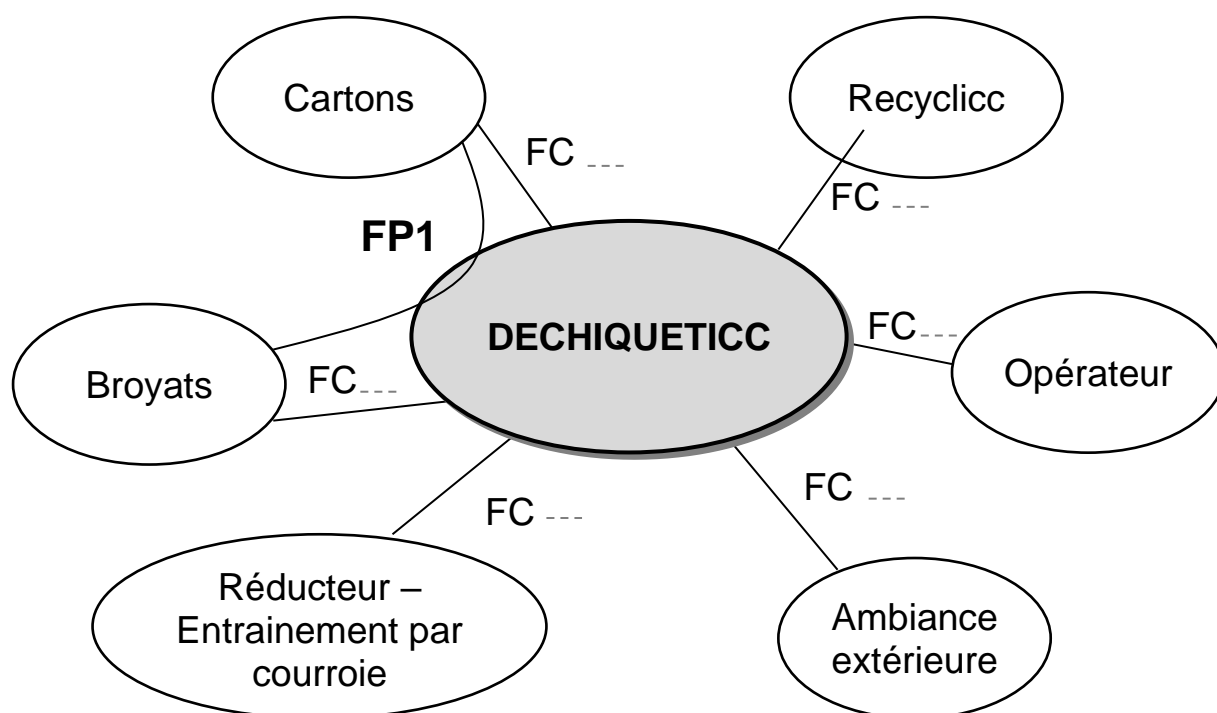 Cartons
Recyclicc
FC ---
FC ---
FP1
DECHIQUETICC
FC---
Opérateur
Broyats
FC---
FC ---
FC ---
Réducteur –
Entrainement par
courroie
Ambiance
extérieure